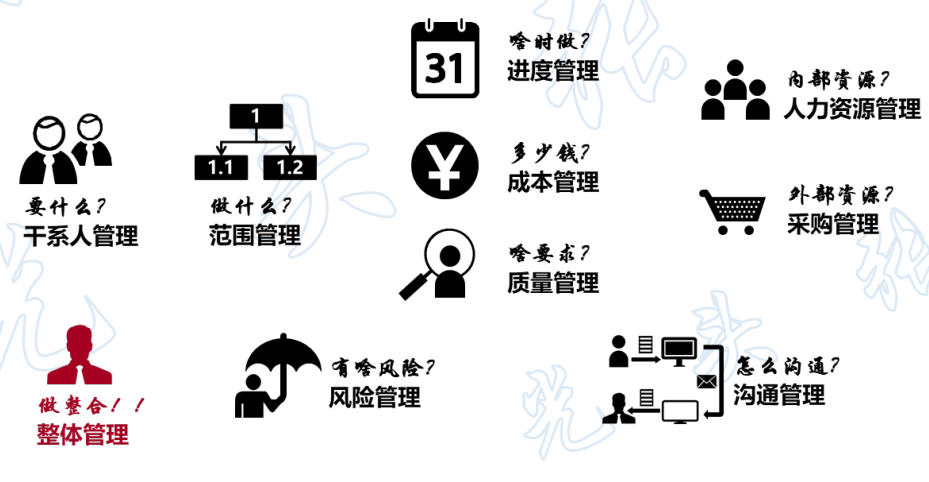 要什么?
干系人管理
1
1.1
1.2
做什么?
范围管理
31
啥时做?
进度管理
¥
多少钱?
成本管理
啥要求?
质量管理
内部资源?
人力资源管理
外部资源?
采购管理
做整合!!
整体管理
有啥风险?
风险管理
怎么沟通?
沟通管理